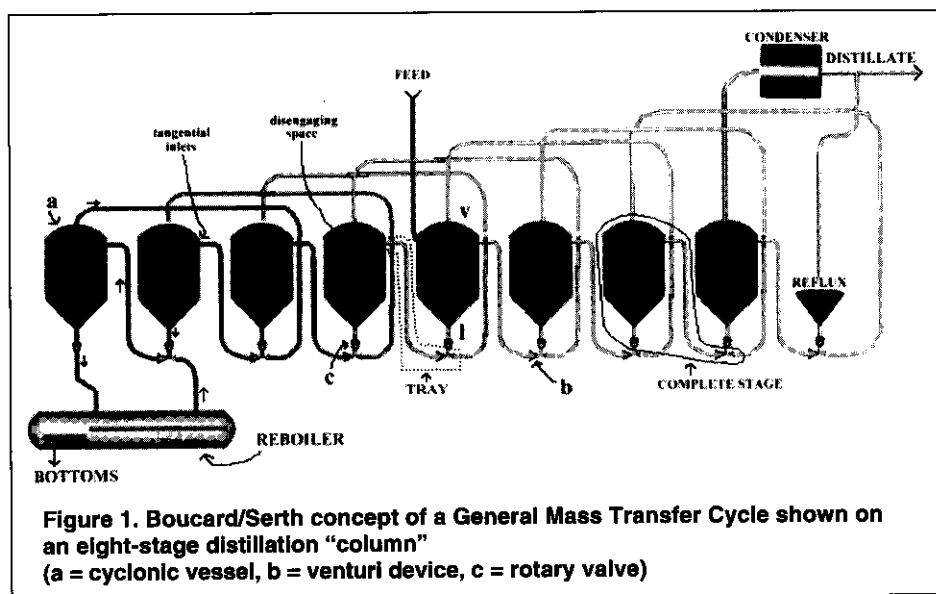 CONDENSER
DISTILLATE
FEED
tangential
inlets
disengaging
space
a
v
REFLUX
l
c
TRAY
b
COMPLETE STAGE
REBOILER
BOTTOMS
Figure 1. Boucard/Serth concept of a General Mass Transfer Cycle shown on
an eight-stage distillation “column”
(a = cyclonic vessel, b = venturi device, c = rotary valve)